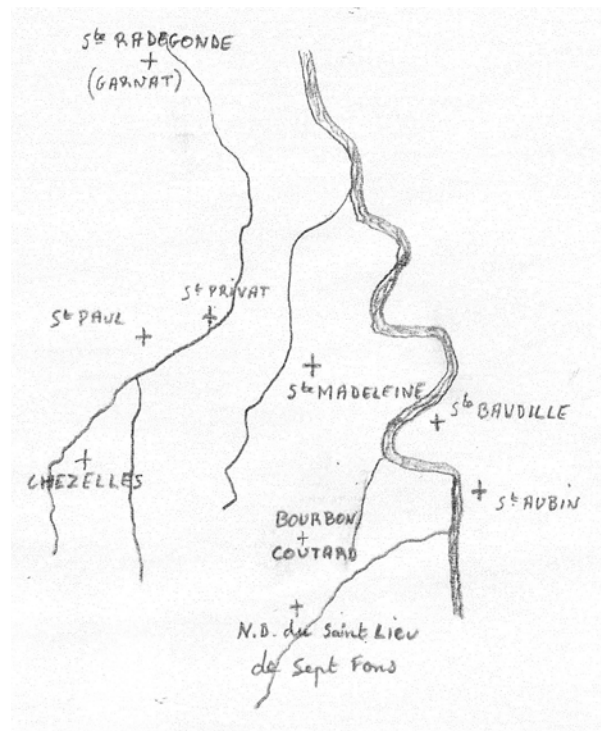 Ste RADEGONDE
(GARNAT)
St PRIVAT
St PAUL
Ste MADELEINE
Ste BAUDILLE
CHEZELLES
St AUBIN
BOURBON
COUTARD
N.D. du Saint Lieu
de Sept Fons